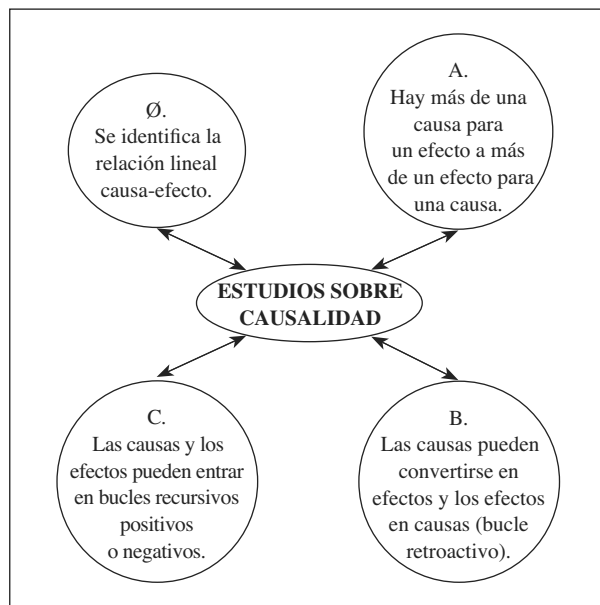 Ø.
Se identifica la
relación lineal
causa-efecto.
A.
Hay más de una
causa para
un efecto a más
de un efecto para
una causa.
ESTUDIOS SOBRE
CAUSALIDAD
C.
Las causas y los
efectos pueden entrar
en bucles recursivos
positivos
o negativos.
B.
Las causas pueden
convertirse en
efectos y los efectos
en causas (bucle
retroactivo).